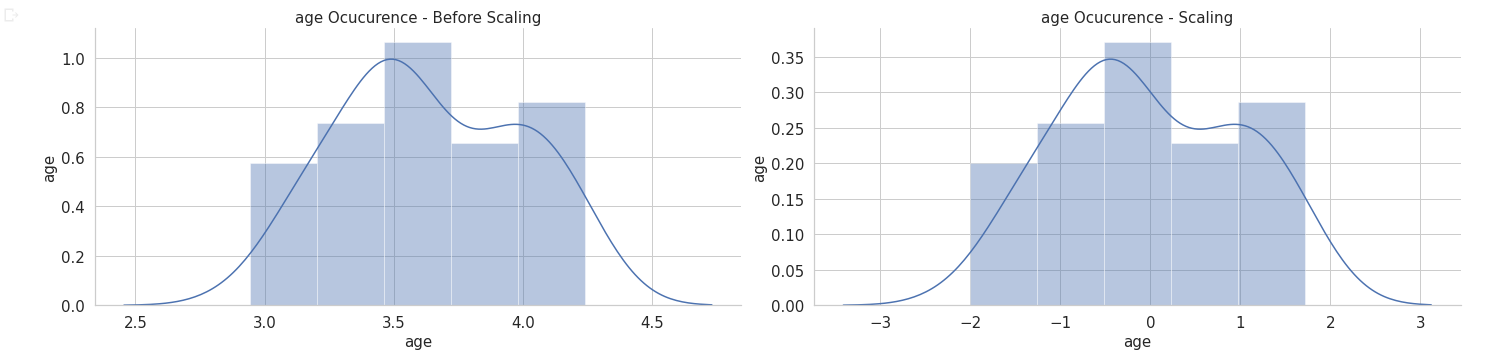 age Ocucurence - Before Scaling
1.0
0.8
0.6
0.4
0.2
0.0
age
2.5 3.0 3.5 4.0 4.5
age
age Ocucurence - Scaling
0.35
0.30
0.25
0.20
0.15
0.10
0.05
0.00
age
−3 −2 −1 0 1 2 3
age